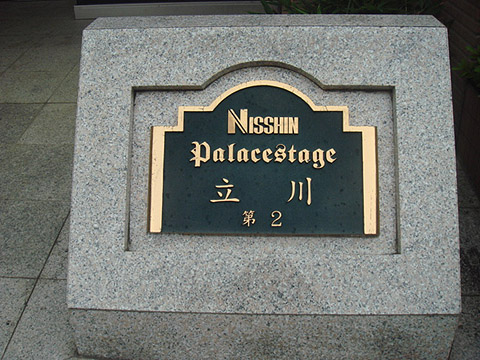 NISSHIN
Palacestage
立川
第2